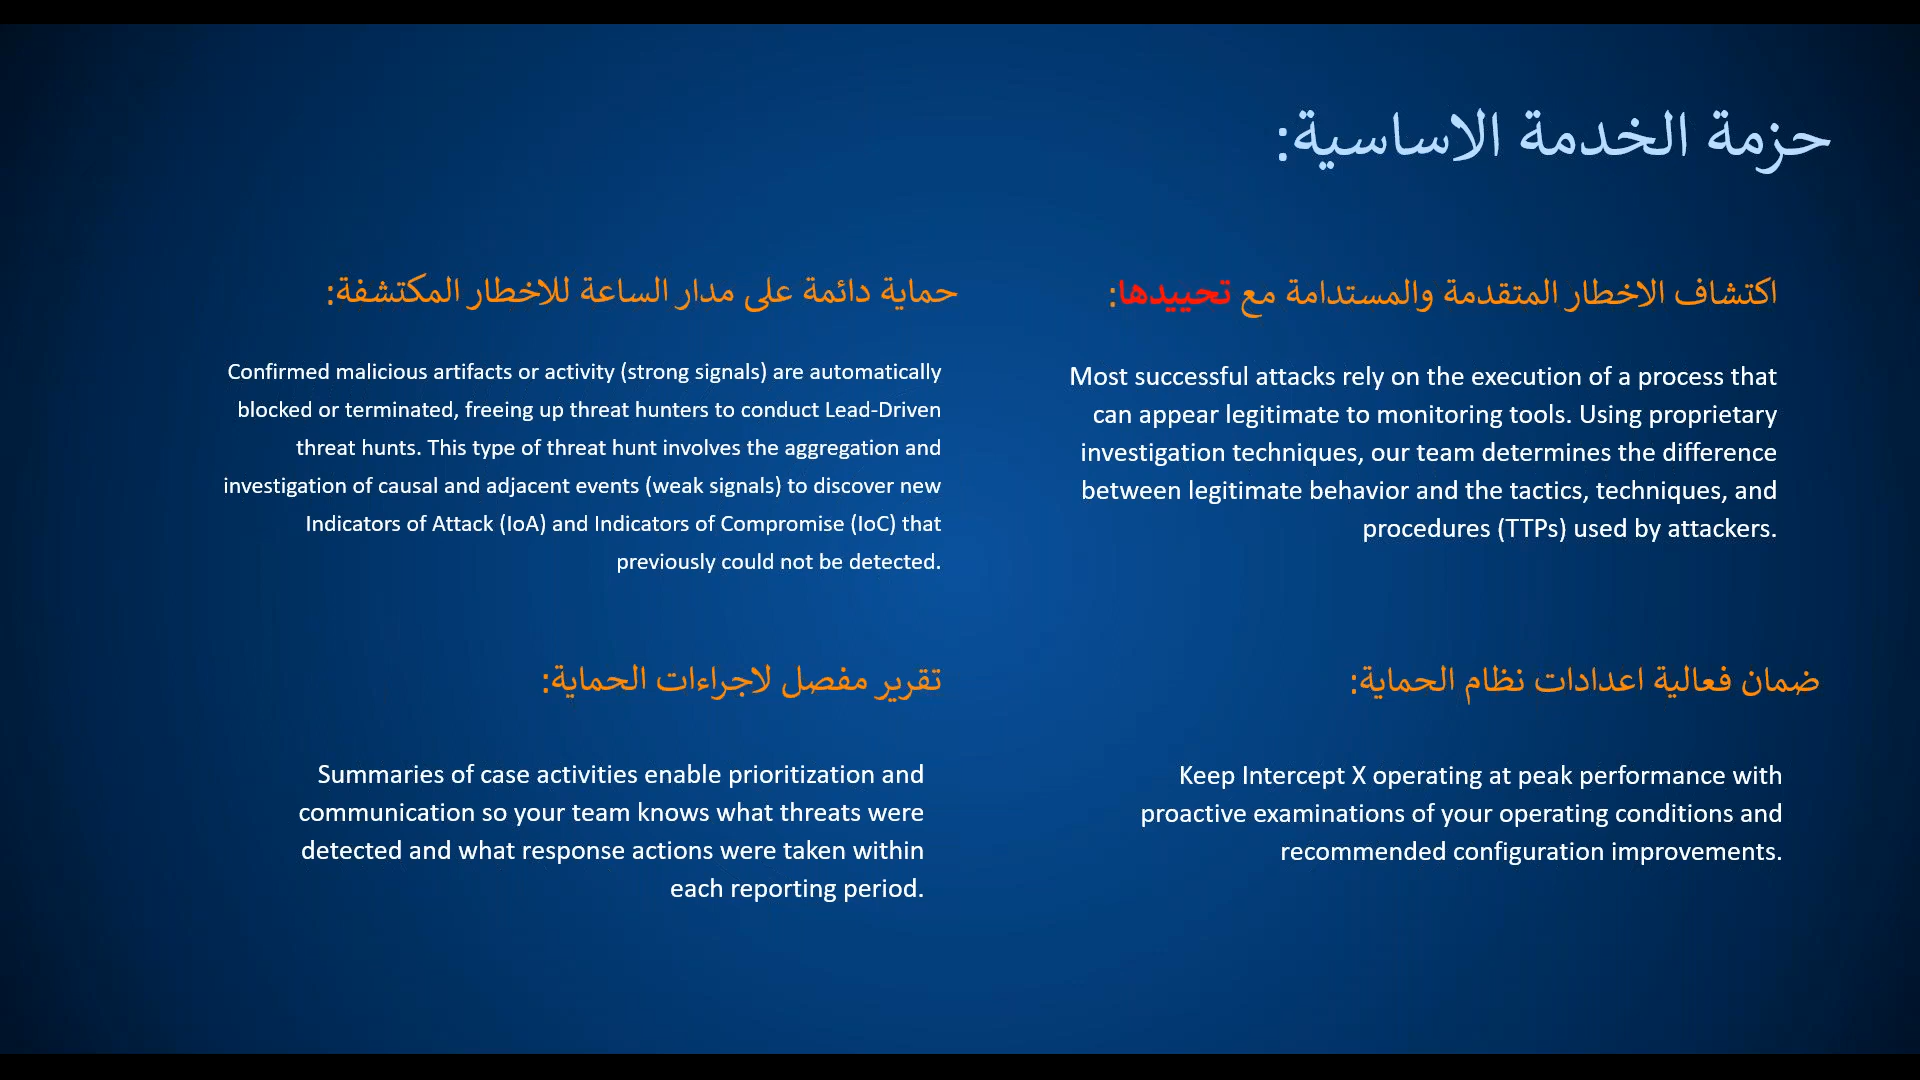 حزمة الخدمة الاساسية:
اكتشاف الاخطار المتقدمة والمستدامة مع تحييدها:
Most successful attacks rely on the execution of a process that
can appear legitimate to monitoring tools. Using proprietary
investigation techniques, our team determines the difference
between legitimate behavior and the tactics, techniques, and
procedures (TTPs) used by attackers.
حماية دائمة على مدار الساعة للاخطار المكتشفة:
Confirmed malicious artifacts or activity (strong signals) are automatically
blocked or terminated, freeing up threat hunters to conduct Lead-Driven
threat hunts. This type of threat hunt involves the aggregation and
investigation of causal and adjacent events (weak signals) to discover new
Indicators of Attack (IoA) and Indicators of Compromise (IoC) that
previously could not be detected.
ضمان فعالية اعدادات نظام الحماية:
Keep Intercept X operating at peak performance with
proactive examinations of your operating conditions and
recommended configuration improvements.
تقرير مفصل لاجراءات الحماية:
Summaries of case activities enable prioritization and
communication so your team knows what threats were
detected and what response actions were taken within
each reporting period.